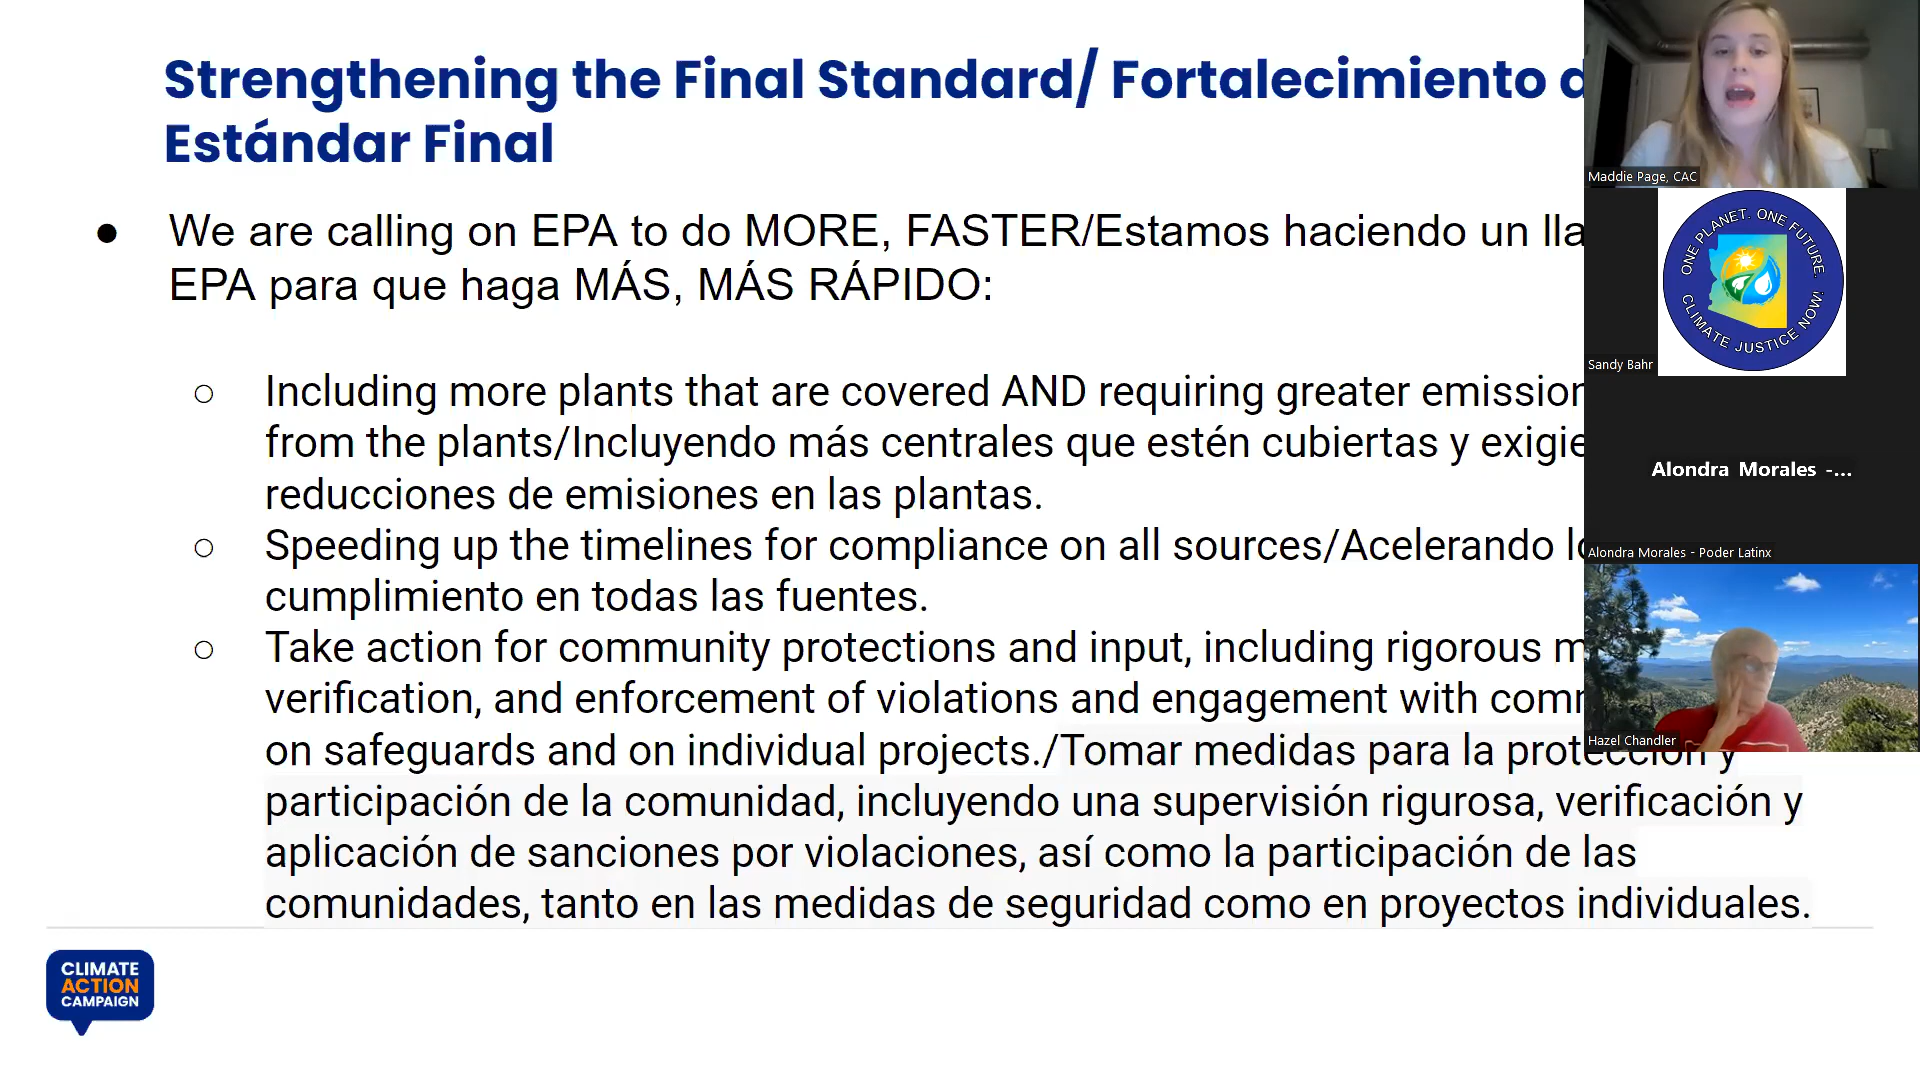 Strengthening the Final Standard/ Fortalecimiento
Estándar Final
● We are calling on EPA to do MORE, FASTER/Estamos haciendo un
EPA para que haga MÁS, MÁS RÁPIDO:
○ Including more plants that are covered AND requiring greater
from the plants/Incluyendo más centrales que estén cubiertas y
reducciones de emisiones en las plantas.
○ Speeding up the timelines for compliance on all sources/Acelerando
cumplimiento en todas las fuentes.
○ Take action for community protections and input, including rigorous
verification, and enforcement of violations and engagement with
on safeguards and on individual projects./Tomar medidas para la protección y
participación de la comunidad, incluyendo una supervisión rigurosa, verificación y
aplicación de sanciones por violaciones, así como la participación de las
comunidades, tanto en las medidas de seguridad como en proyectos individuales.
CLIMATE
ACTION
CAMPAIGN
Maddie Page, CAC
ONE PLANET. ONE FUTURE.
CLIMATE JUSTICE NOW!
Sandy Bahr
Alondra Morales -...
Alondra Morales - Poder Latinx
Hazel Chandler